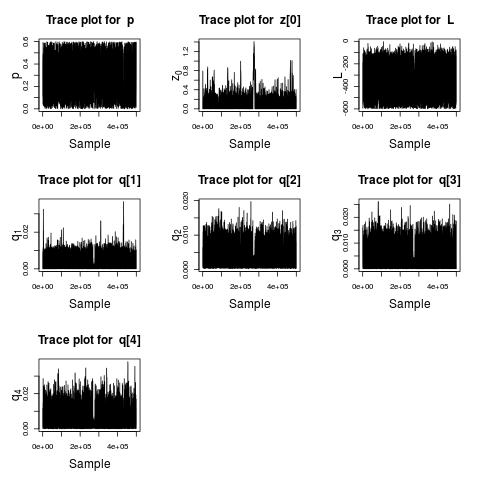 Trace plot for p
Trace plot for z[0]
Trace plot for L
p
0.0 0.2 0.4 0.6
z0
0.0 0.4 0.8 1.2
L
-600 -400 -200 0
0e+00 2e+05 4e+05
0e+00 2e+05 4e+05
0e+00 2e+05 4e+05
Sample
Sample
Sample
Trace plot for q[1]
Trace plot for q[2]
Trace plot for q[3]
q1
0.00 0.02
q2
0.000 0.010 0.020
q3
0.000 0.010 0.020
0e+00 2e+05 4e+05
0e+00 2e+05 4e+05
0e+00 2e+05 4e+05
Sample
Sample
Sample
Trace plot for q[4]
q4
0.00 0.02
0e+00 2e+05 4e+05
Sample